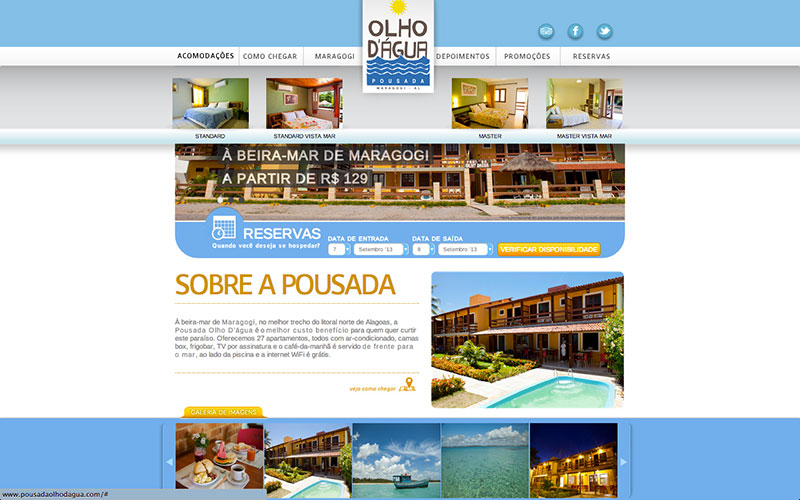 OLHO
D'ÁGUA
POUSADA
MARAGOGI - AL
ACOMODAÇÕES
COMO CHEGAR
MARAGOGI
DEPOIMENTOS
PROMOÇÕES
RESERVAS
STANDARD
STANDARD VISTA MAR
MASTER
MASTER VISTA MAR
À BEIRA-MAR DE MARAGOGI
A PARTIR DE R$ 129
RESERVAS
Quando você deseja se hospedar?
DATA DE ENTRADA
7 Setembro '13
DATA DE SAÍDA
8 Setembro '13
VERIFICAR DISPONIBILIDADE
SOBRE A POUSADA
À beira-mar de Maragogi, no melhor trecho do litoral norte de Alagoas, a
Pousada Olho D'Água é o melhor custo benefício para quem quer curtir
este paraíso. Oferecemos 27 apartamentos, todos com ar-condicionado, camas
box, frigobar, TV por assinatura e o café-da-manhã é servido de frente para
o mar, ao lado da piscina e a internet WiFi é grátis.
veja como chegar
GALERIA DE IMAGENS
www.pousadaolhodagua.com/#